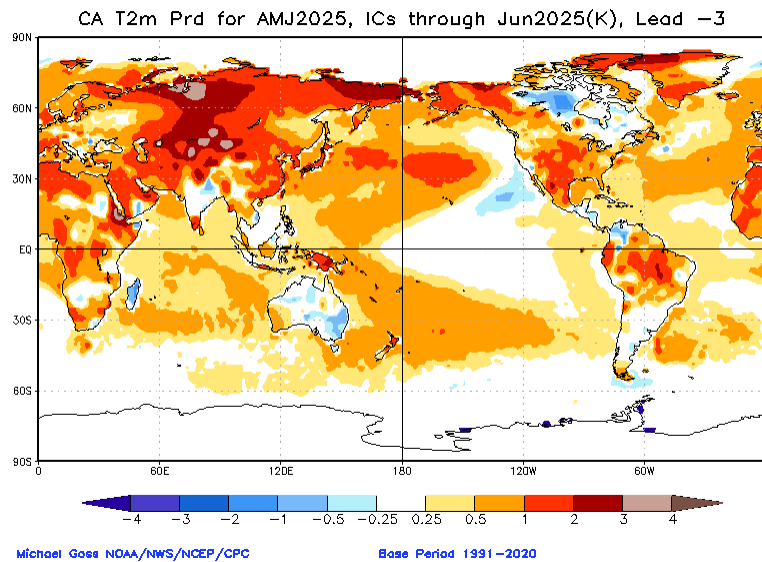 CA T2m Prd for AMJ2025, ICs through Jun2025(K), Lead -3
90N
60N
30N
EQ
30S
60S
90S
0 60E 120E 180 120W 60W
-4 -3 -2 -1 -0.5 -0.25 0.25 0.5 1 2 3 4
Michael Goss NOAA/NWS/NCEP/CPC Base Period 1991-2020